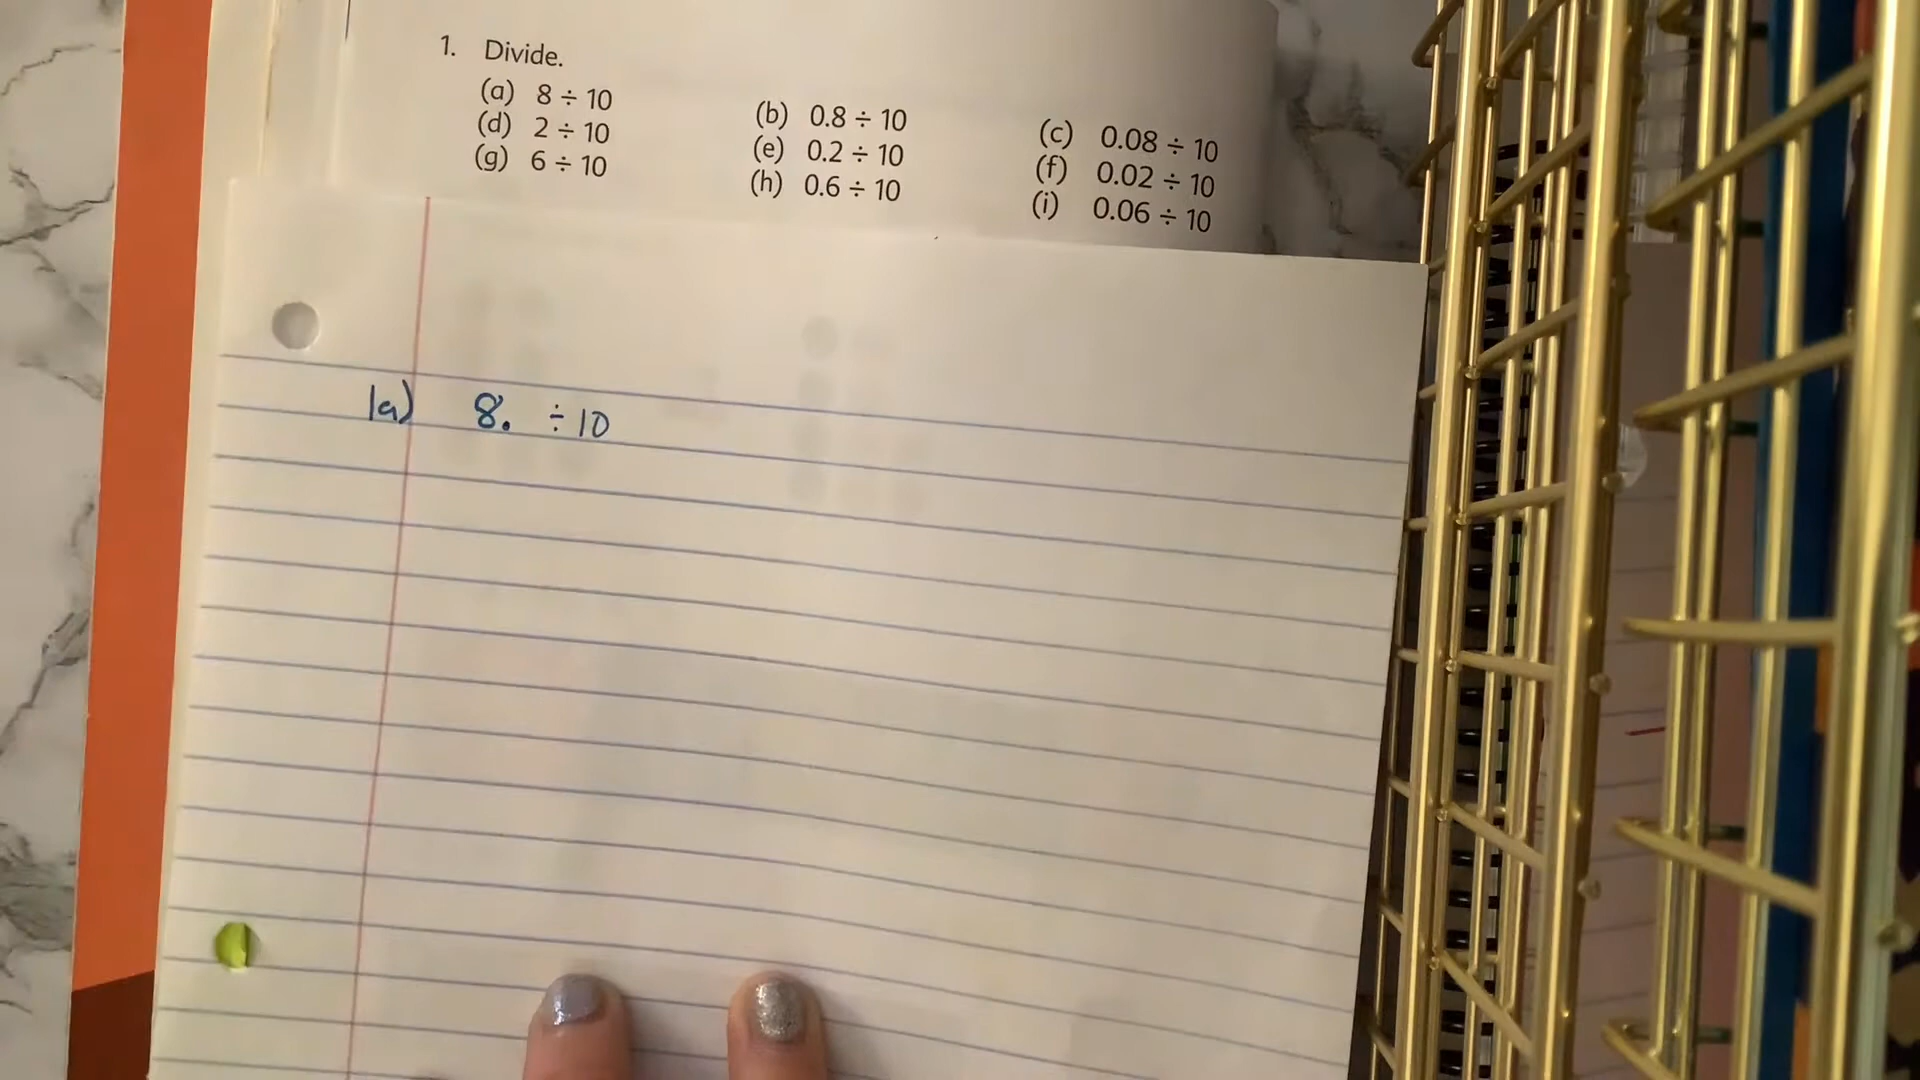 1. Divide.
(a) 8 ÷ 10 (b) 0.8 ÷ 10 (c) 0.08 ÷ 10
(d) 2 ÷ 10 (e) 0.2 ÷ 10 (f) 0.02 ÷ 10
(g) 6 ÷ 10 (h) 0.6 ÷ 10 (i) 0.06 ÷ 10
1a) 8. ÷ 10